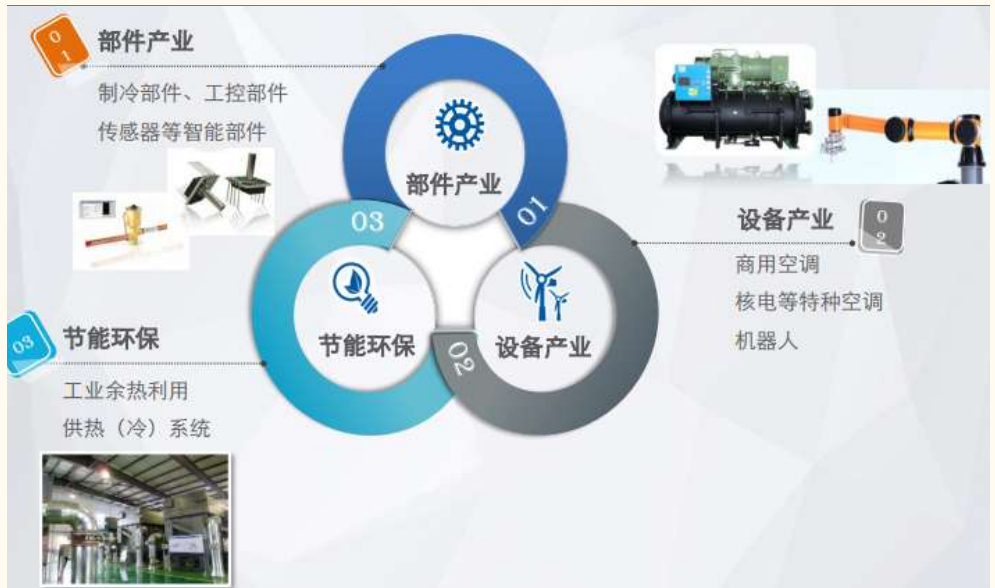 01
部件产业
制冷部件、工控部件
传感器等智能部件
部件产业
01
03
设备产业
02
商用空调
核电等特种空调
机器人
节能环保
设备产业
02
03
节能环保
工业余热利用
供热（冷）系统